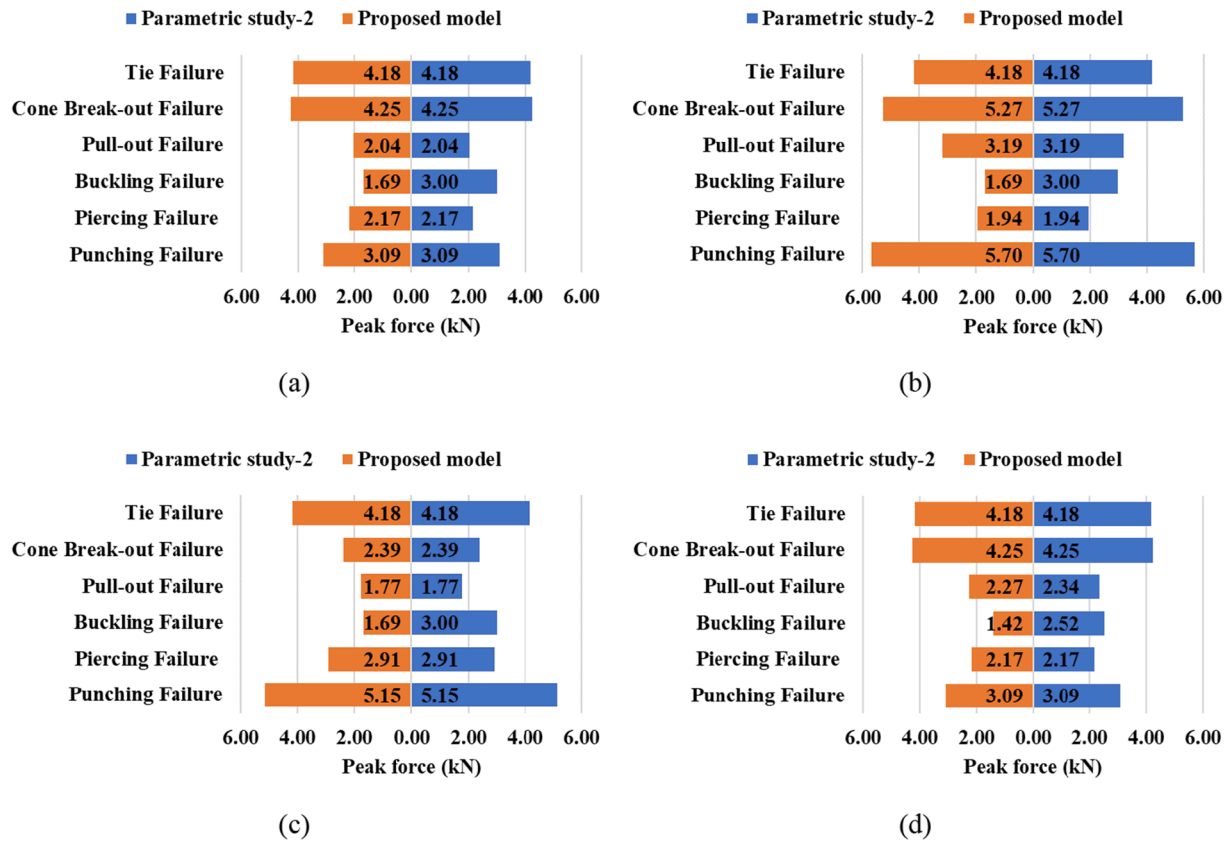 Parametric study-2 Proposed model
Tie Failure 4.18 4.18
Cone Break-out Failure 4.25 4.25
Pull-out Failure 2.04 2.04
Buckling Failure 1.69 3.00
Piercing Failure 2.17 2.17
Punching Failure 3.09 3.09
6.00 4.00 2.00 0.00 2.00 4.00 6.00
Peak force (kN)
(a)
Parametric study-2 Proposed model
Tie Failure 4.18 4.18
Cone Break-out Failure 5.27 5.27
Pull-out Failure 3.19 3.19
Buckling Failure 1.69 3.00
Piercing Failure 1.94 1.94
Punching Failure 5.70 5.70
6.00 4.00 2.00 0.00 2.00 4.00 6.00
Peak force (kN)
(b)
Parametric study-2 Proposed model
Tie Failure 4.18 4.18
Cone Break-out Failure 2.39 2.39
Pull-out Failure 1.77 1.77
Buckling Failure 1.69 3.00
Piercing Failure 2.91 2.91
Punching Failure 5.15 5.15
6.00 4.00 2.00 0.00 2.00 4.00 6.00
Peak force (kN)
(c)
Parametric study-2 Proposed model
Tie Failure 4.18 4.18
Cone Break-out Failure 4.25 4.25
Pull-out Failure 2.27 2.34
Buckling Failure 1.42 2.52
Piercing Failure 2.17 2.17
Punching Failure 3.09 3.09
6.00 4.00 2.00 0.00 2.00 4.00 6.00
Peak force (kN)
(d)